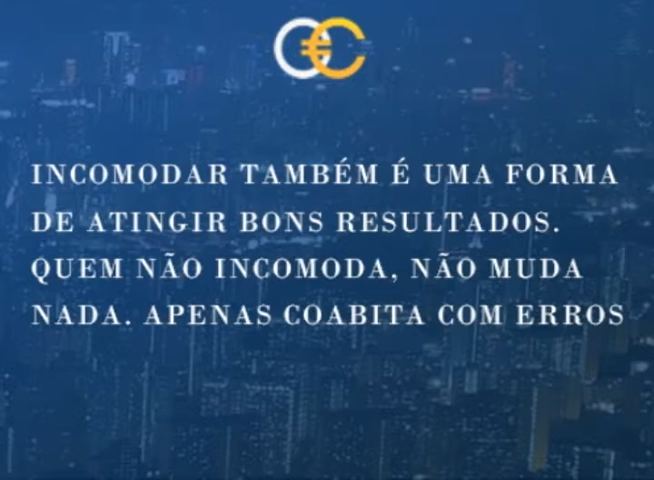 INCOMODAR TAMBÉM É UMA FORMA
DE ATINGIR BONS RESULTADOS.
QUEM NÃO INCOMODA, NÃO MUDA
NADA. APENAS COABITA COM ERROS